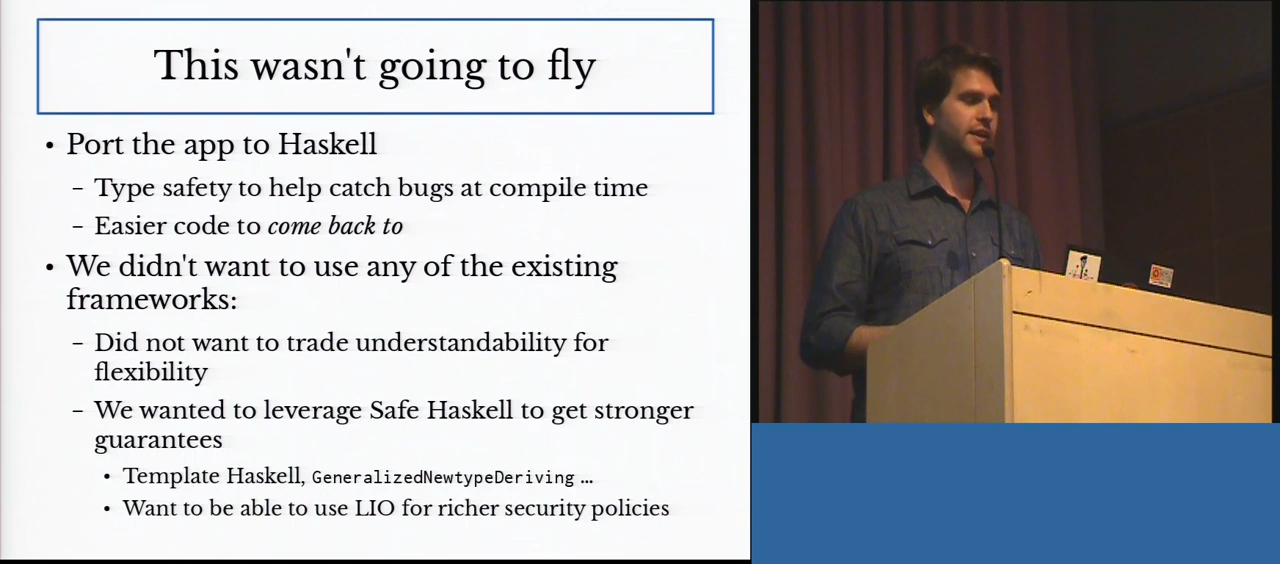 This wasn't going to fly
• Port the app to Haskell
– Type safety to help catch bugs at compile time
– Easier code to come back to
• We didn't want to use any of the existing
frameworks:
– Did not want to trade understandability for
flexibility
– We wanted to leverage Safe Haskell to get stronger
guarantees
• Template Haskell, GeneralizedNewtypeDeriving ...
• Want to be able to use LIO for richer security policies